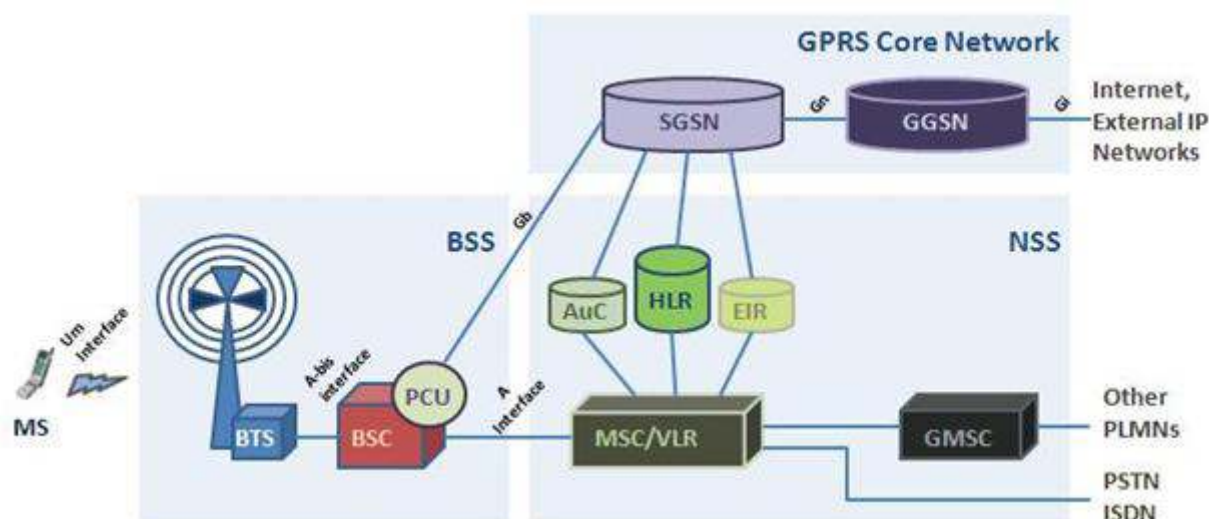 GPRS Core Network
SGSN
Gn
GGSN
Gi
Internet,
External IP
Networks
Gb
BSS
NSS
AuC
HLR
EIR
Um
Interface
MS
A-bis
interface
PCU
A
Interface
BTS
BSC
MSC/VLR
GMSC
Other
PLMNs
PSTN
ISDN